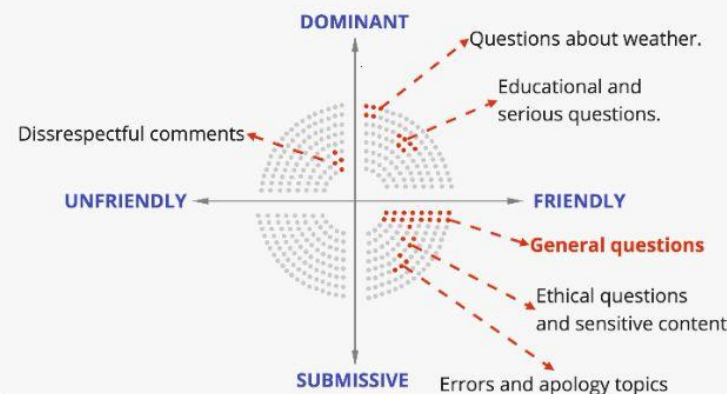 DOMINANT
Questions about weather.
Educational and
serious questions.
Dissrespectful comments
UNFRIENDLY
FRIENDLY
General questions
Ethical questions
and sensitive content
SUBMISSIVE
Errors and apology topics